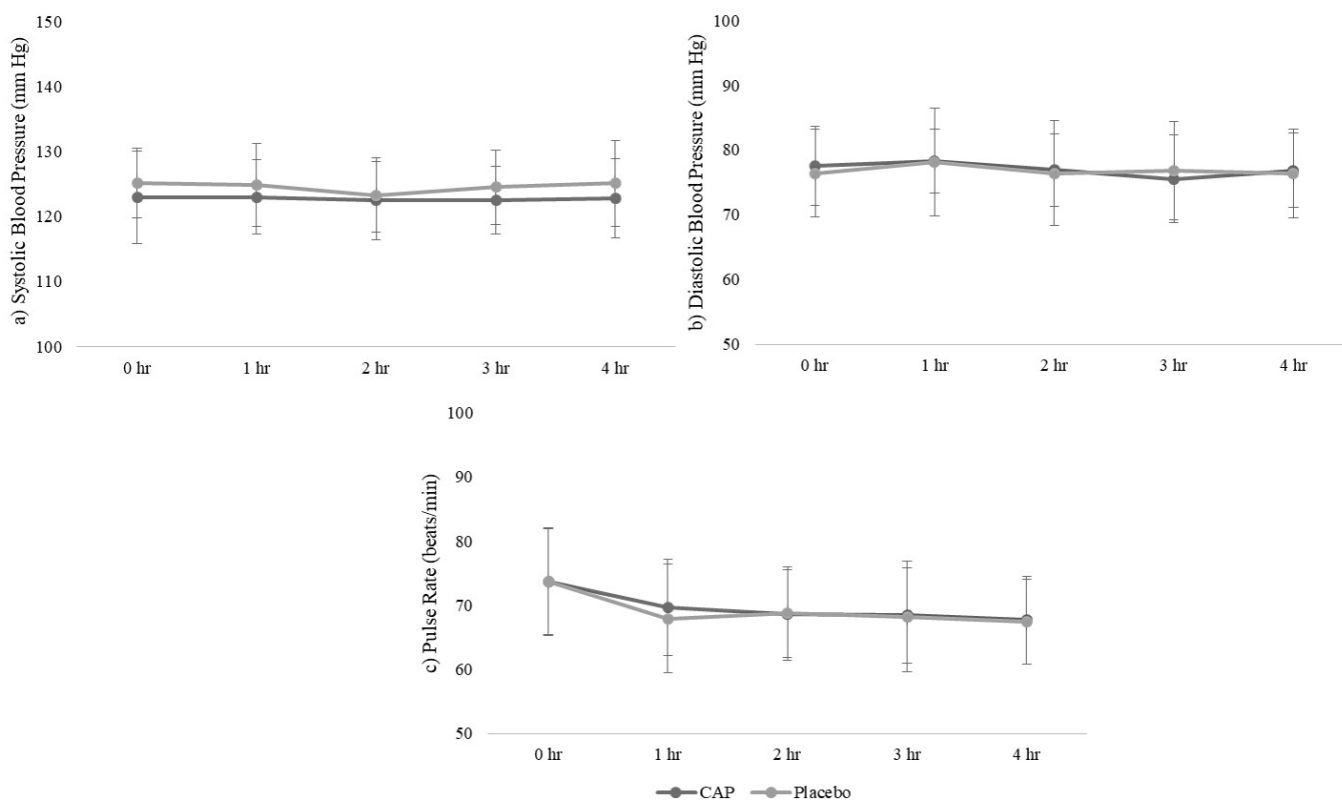 a) Systolic Blood Pressure (mm Hg)
150
140
130
120
110
100
0 hr 1 hr 2 hr 3 hr 4 hr
b) Diastolic Blood Pressure (mm Hg)
100
90
80
70
60
50
0 hr 1 hr 2 hr 3 hr 4 hr
c) Pulse Rate (beats/min)
100
90
80
70
60
50
0 hr 1 hr 2 hr 3 hr 4 hr
CAP Placebo